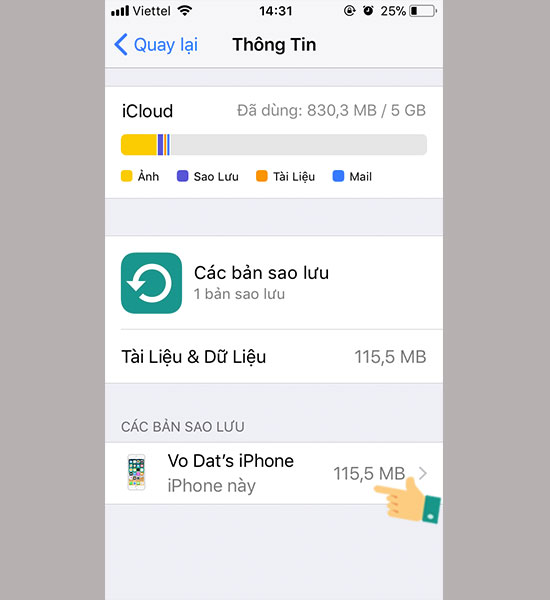 Viettel 14:31 25%
Quay lại Thông Tin
iCloud Đã dùng: 830,3 MB / 5 GB
Ảnh Sao Lưu Tài Liệu Mail
Các bản sao lưu
1 bản sao lưu
Tài Liệu & Dữ Liệu 115,5 MB
CÁC BẢN SAO LƯU
Vo Dat's iPhone 115,5 MB
iPhone này